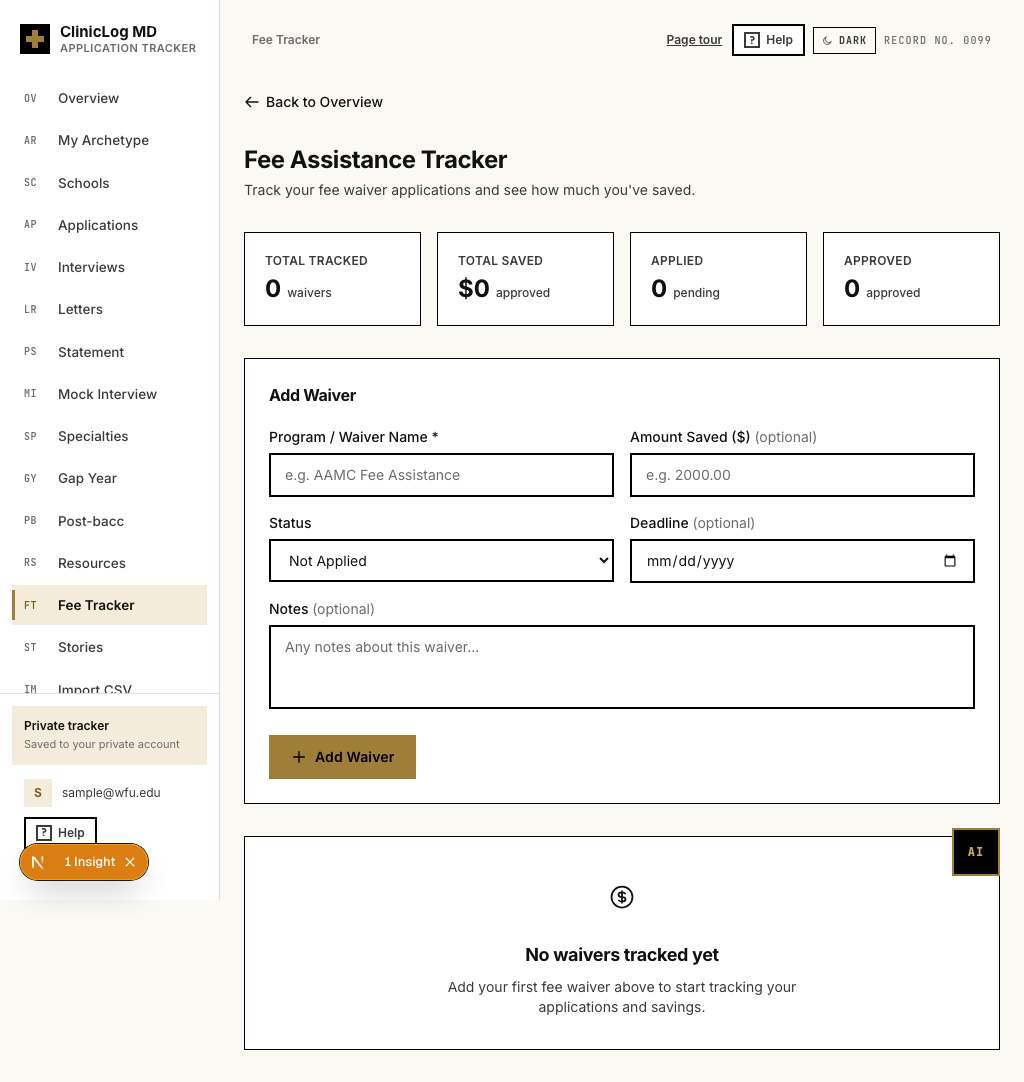 ClinicLog MD
APPLICATION TRACKER
OV Overview
AR My Archetype
SC Schools
AP Applications
IV Interviews
LR Letters
PS Statement
MI Mock Interview
SP Specialties
GY Gap Year
PB Post-bacc
RS Resources
FT Fee Tracker
ST Stories
IM Import CSV
Private tracker
Saved to your private account
S sample@wfu.edu
? Help
N 1 Insight
Fee Tracker
Page tour
? Help
DARK
RECORD NO. 0099
Back to Overview
Fee Assistance Tracker
Track your fee waiver applications and see how much you've saved.
TOTAL TRACKED
0 waivers
TOTAL SAVED
$0 approved
APPLIED
0 pending
APPROVED
0 approved
Add Waiver
Program / Waiver Name *
e.g. AAMC Fee Assistance
Amount Saved ($) (optional)
e.g. 2000.00
Status
Not Applied
Deadline (optional)
mm/dd/yyyy
Notes (optional)
Any notes about this waiver...
+ Add Waiver
AI
$
No waivers tracked yet
Add your first fee waiver above to start tracking your
applications and savings.